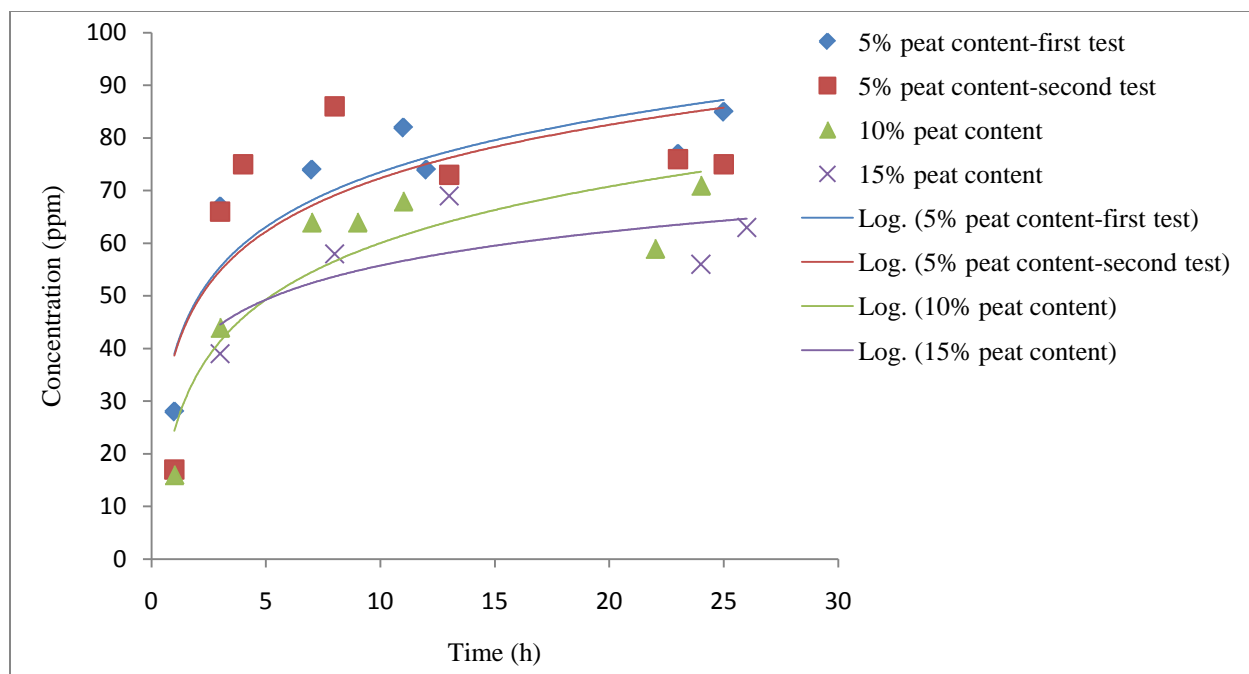 100
90
80
70
60
50
40
30
20
10
0
0 5 10 15 20 25 30
Concentration (ppm)
Time (h)
5% peat content-first test
5% peat content-second test
10% peat content
15% peat content
Log. (5% peat content-first test)
Log. (5% peat content-second test)
Log. (10% peat content)
Log. (15% peat content)